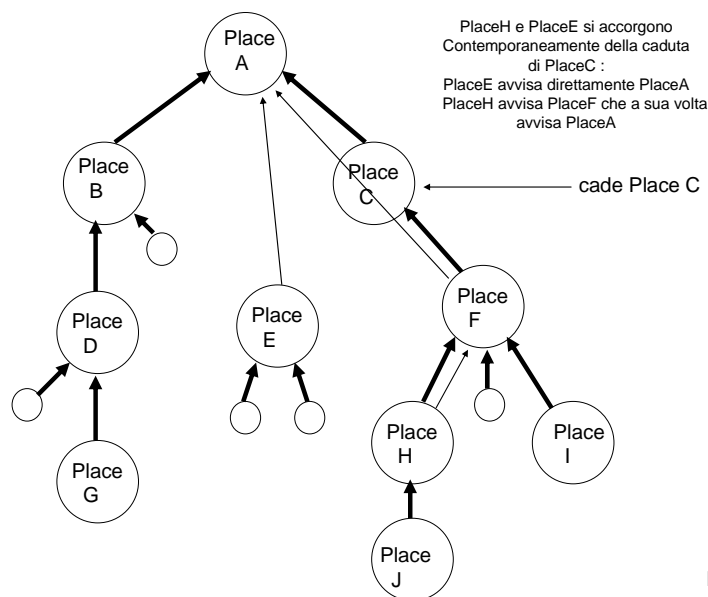 Place
A
PlaceH e PlaceE si accorgono
Contemporaneamente della caduta
di PlaceC :
PlaceE avvisa direttamente PlaceA
PlaceH avvisa PlaceF che a sua volta
avvisa PlaceA
Place
B
Place
C
cade Place C
Place
D
Place
E
Place
F
Place
G
Place
H
Place
I
Place
J